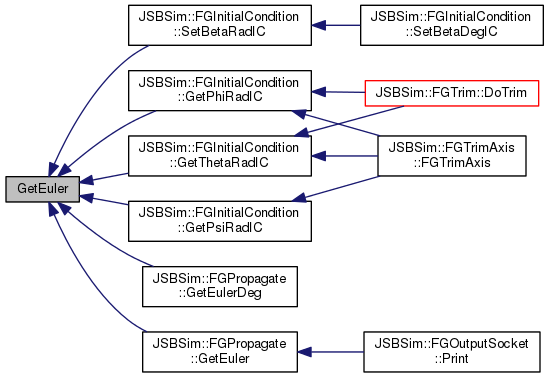 GetEuler
JSBSim::FGInitialCondition
::SetBetaRadIC
JSBSim::FGInitialCondition
::SetBetaDegIC
JSBSim::FGInitialCondition
::GetPhiRadIC
JSBSim::FGTrim::DoTrim
JSBSim::FGInitialCondition
::GetThetaRadIC
JSBSim::FGTrimAxis
::FGTrimAxis
JSBSim::FGInitialCondition
::GetPsiRadIC
JSBSim::FGPropagate
::GetEulerDeg
JSBSim::FGPropagate
::GetEuler
JSBSim::FGOutputSocket
::Print